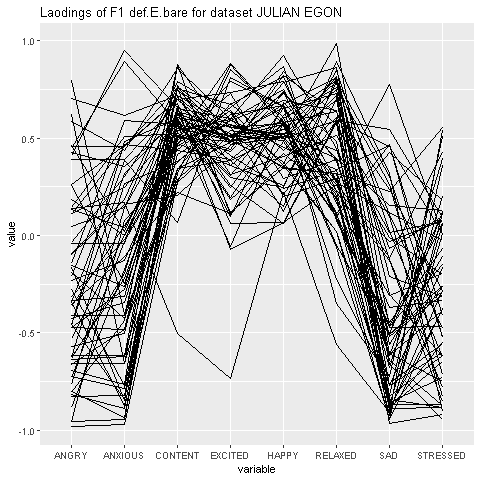 Laodings of F1 def.E.bare for dataset JULIAN EGON
1.0
0.5
0.0
-0.5
-1.0
value
ANGRY ANXIOUS CONTENT EXCITED HAPPY RELAXED SAD STRESSED
variable